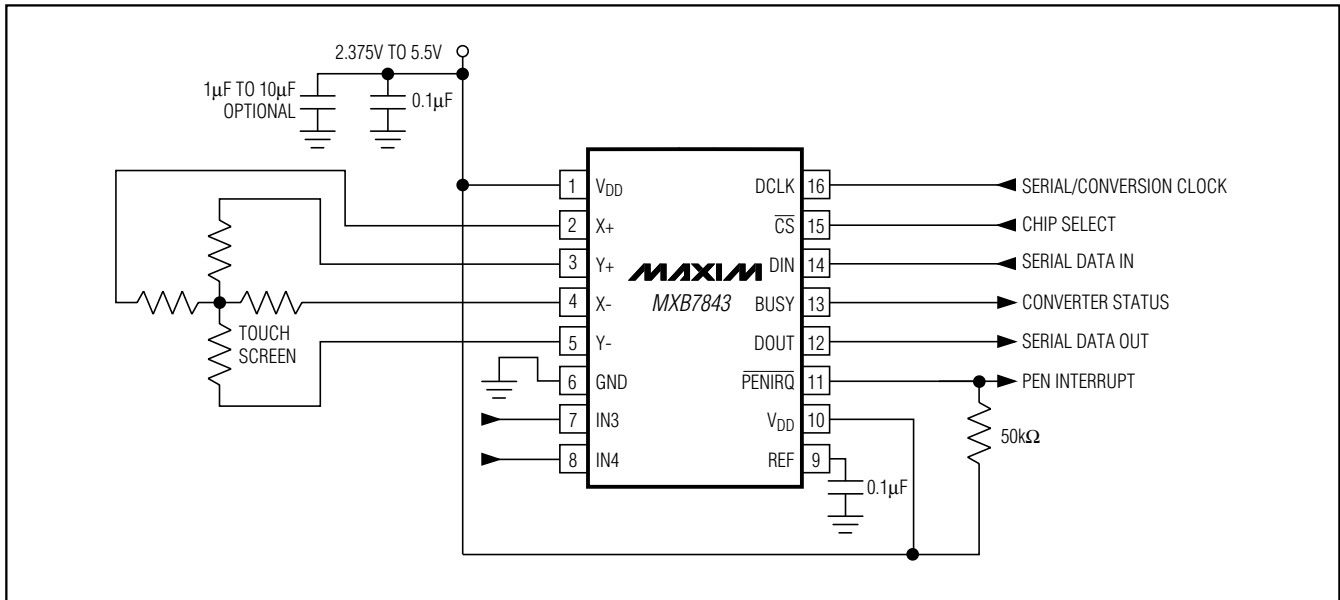 2.375V TO 5.5V
1µF TO 10µF
OPTIONAL
0.1µF
1 VDD
2 X+
3 Y+
4 X-
5 Y-
6 GND
7 IN3
8 IN4
MAXIM
MXB7843
DCLK 16
CS 15
DIN 14
BUSY 13
DOUT 12
PENIRQ 11
VDD 10
REF 9
SERIAL/CONVERSION CLOCK
CHIP SELECT
SERIAL DATA IN
CONVERTER STATUS
SERIAL DATA OUT
PEN INTERRUPT
TOUCH
SCREEN
50kΩ
0.1µF